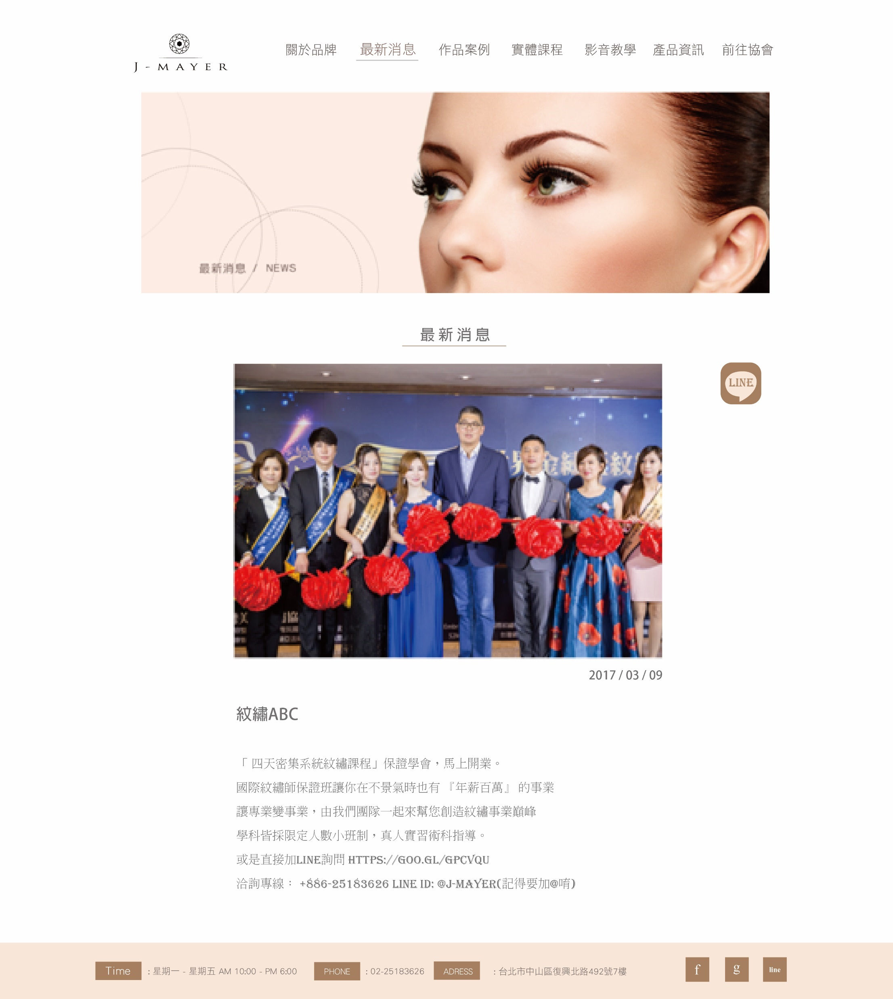 J - MAYER
關於品牌 最新消息 作品案例 實體課程 影音教學 產品資訊 前往協會
最新消息 / NEWS
最新消息
LINE
界金繡 紋
2017 / 03 / 09
紋繡ABC
「 四天密集系統紋繡課程」保證學會，馬上開業。
國際紋繡師保證班讓你在不景氣時也有 『年薪百萬』 的事業
讓專業變事業，由我們團隊一起來幫您創造紋繡事業巔峰
學科皆採限定人數小班制，真人實習術科指導。
或是直接加LINE詢問 HTTPS://GOO.GL/GPCVQU
洽詢專線： +886-25183626 LINE ID: @J-MAYER(記得要加@唷)
Time : 星期一 - 星期五 AM 10:00 - PM 6:00 PHONE : 02-25183626 ADRESS : 台北市中山區復興北路492號7樓 f g line